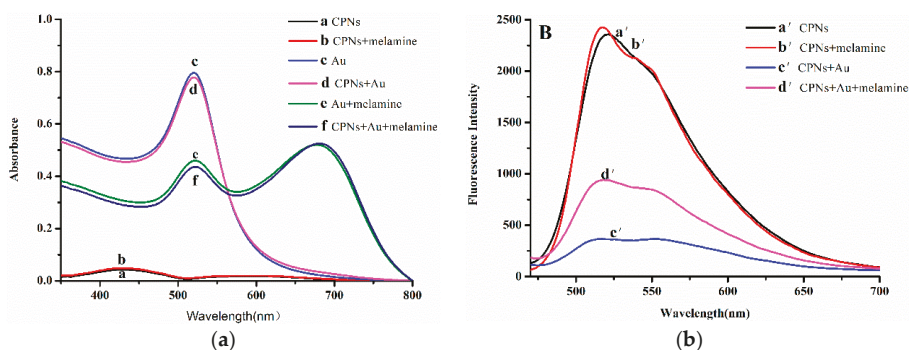 a CPNs
b CPNs+melamine
c Au
d CPNs+Au
e Au+melamine
f CPNs+Au+melamine
c
d
e
f
b
a
1.0
0.8
0.6
0.4
0.2
0.0
Absorbance
400
500
600
700
800
Wavelength(nm)
(a)
B
a′ CPNs
b′ CPNs+melamine
c′ CPNs+Au
d′ CPNs+Au+melamine
a′
b′
d′
c′
2500
2000
1500
1000
500
0
Fluorescence Intensity
500
550
600
650
700
Wavelength(nm)
(b)